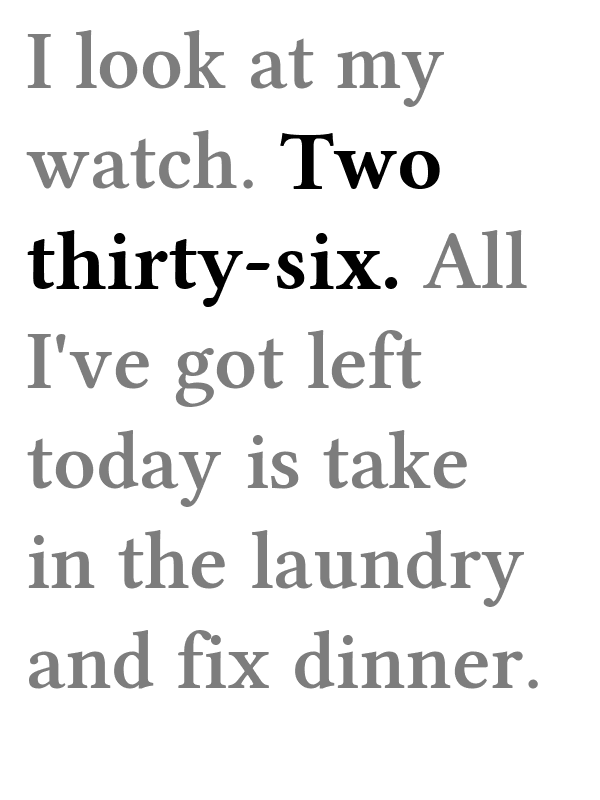 I look at my
watch. Two
thirty-six. All
I've got left
today is take
in the laundry
and fix dinner.